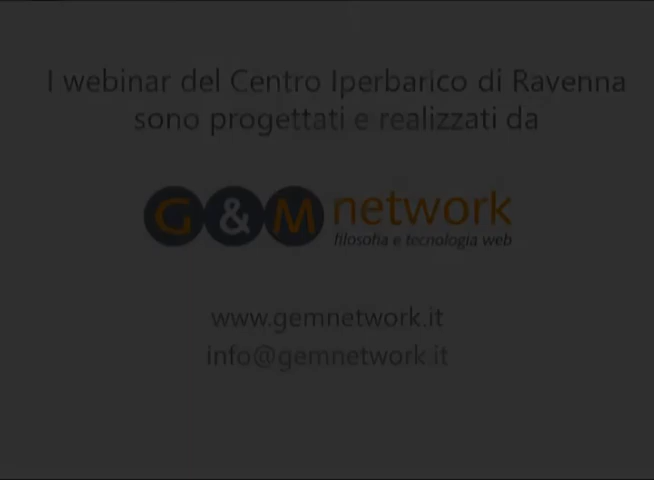 I webinar del Centro Iperbarico di Ravenna
sono progettati e realizzati da
G&M network
filosofia e tecnologia web
www.gemnetwork.it
info@gemnetwork.it